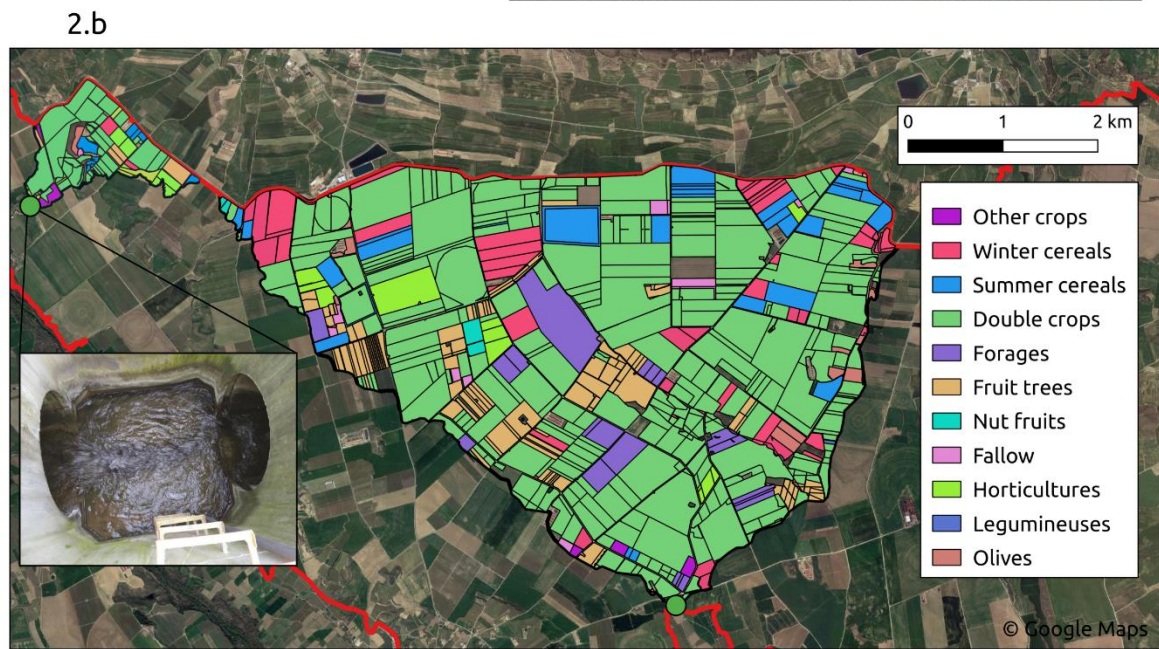 2.b
0 1 2 km
Other crops
Winter cereals
Summer cereals
Double crops
Forages
Fruit trees
Nut fruits
Fallow
Horticultures
Legumineuses
Olives
© Google Maps